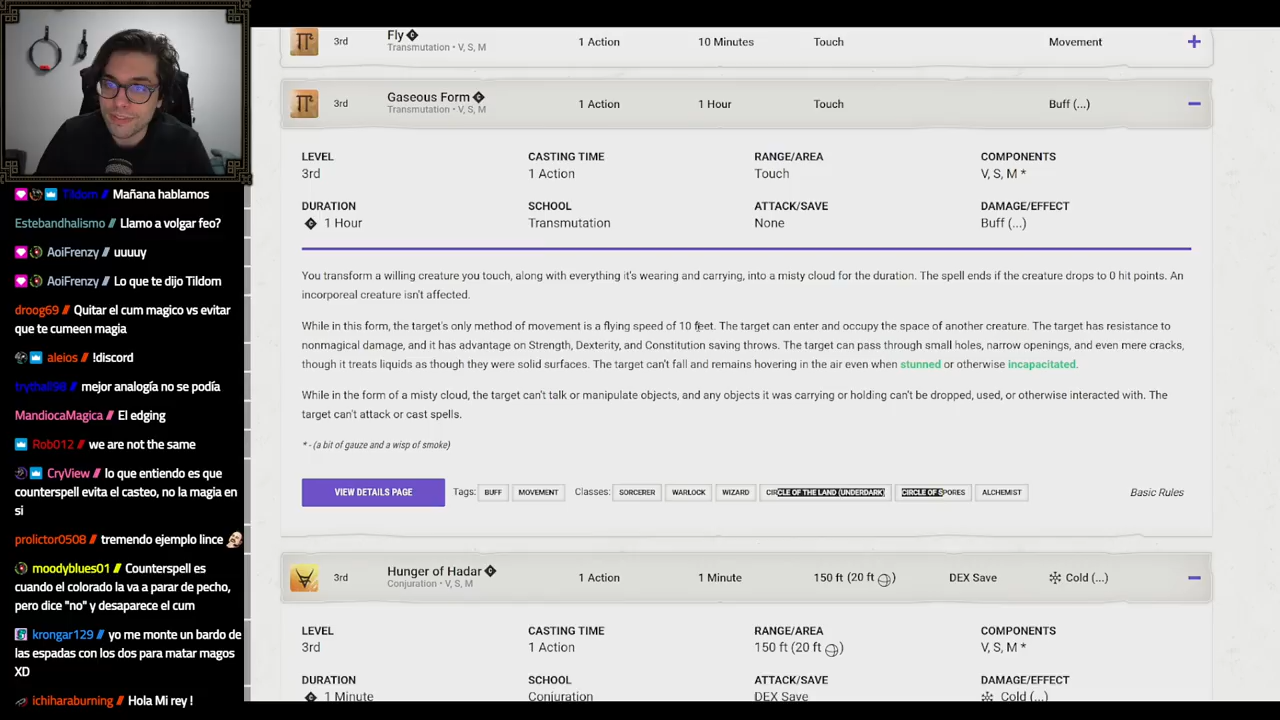 Tildom // Mañana hablamos
Estebandhalismo // Llamo a volgar feo?
AoiFrenzy // uuuuy
AoiFrenzy // Lo que te dijo Tildom
droog69 // Quitar el cum magico vs evitar
que te cumeen magia
aleios // !discord
trythall98 // mejor analogía no se podía
MandiocaMagica // El edging
Rob012 // we are not the same
CryView // lo que entiendo es que
counterspell evita el casteo, no la magia en
si
prolictor0508 // tremendo ejemplo lince
moodyblues01 // Counterspell es
cuando el colorado la va a parar de pecho,
pero dice "no" y desaparece el cum
krongar129 // yo me monte un bardo de
las espadas con los dos para matar magos
XD
ichiharaburning // Hola Mi rey !
3rd Fly 1 Action 10 Minutes Touch Movement +
Transmutation • V, S, M
3rd Gaseous Form 1 Action 1 Hour Touch Buff (...) −
Transmutation • V, S, M
LEVEL CASTING TIME RANGE/AREA COMPONENTS
3rd 1 Action Touch V, S, M *
DURATION SCHOOL ATTACK/SAVE DAMAGE/EFFECT
1 Hour Transmutation None Buff (...)
You transform a willing creature you touch, along with everything it's wearing and carrying, into a misty cloud for the duration. The spell ends if the creature drops to 0 hit points. An
incorporeal creature isn't affected.
While in this form, the target's only method of movement is a flying speed of 10 feet. The target can enter and occupy the space of another creature. The target has resistance to
nonmagical damage, and it has advantage on Strength, Dexterity, and Constitution saving throws. The target can pass through small holes, narrow openings, and even mere cracks,
though it treats liquids as though they were solid surfaces. The target can't fall and remains hovering in the air even when stunned or otherwise incapacitated.
While in the form of a misty cloud, the target can't talk or manipulate objects, and any objects it was carrying or holding can't be dropped, used, or otherwise interacted with. The
target can't attack or cast spells.
* - (a bit of gauze and a wisp of smoke)
VIEW DETAILS PAGE Tags: BUFF MOVEMENT Classes: SORCERER WARLOCK WIZARD CIRCLE OF THE LAND (UNDERDARK) CIRCLE OF SPORES ALCHEMIST Basic Rules
3rd Hunger of Hadar 1 Action 1 Minute 150 ft (20 ft ) DEX Save Cold (...) −
Conjuration • V, S, M
LEVEL CASTING TIME RANGE/AREA COMPONENTS
3rd 1 Action 150 ft (20 ft ) V, S, M *
DURATION SCHOOL ATTACK/SAVE DAMAGE/EFFECT
1 Minute Conjuration DEX Save Cold (...)